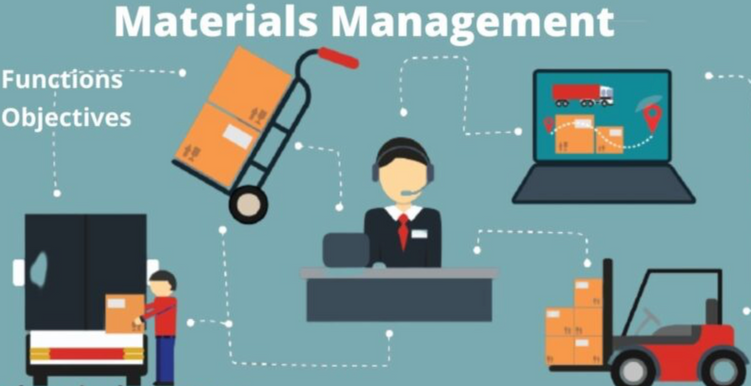 Materials Management
Functions
Objectives